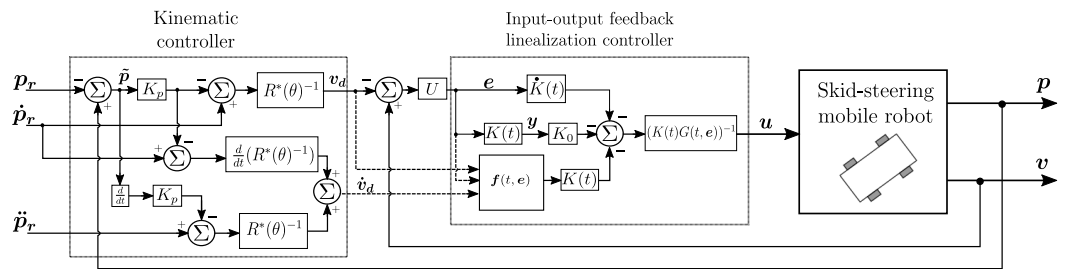 Kinematic
controller
Input-output feedback
linealization controller
p_r
ṗ_r
p̈_r
− Σ +
p̃
K_p
− Σ +
R*(θ)⁻¹
v_d
− Σ +
U
e
K̇(t)
K(t)
y
K_0
− − − Σ
(K(t)G(t, e))⁻¹
u
Skid-steering
mobile robot
p
v
+ − Σ
d/dt (R*(θ)⁻¹)
+ Σ +
v̇_d
f(t, e)
K(t)
d/dt
K_p
+ − Σ
R*(θ)⁻¹